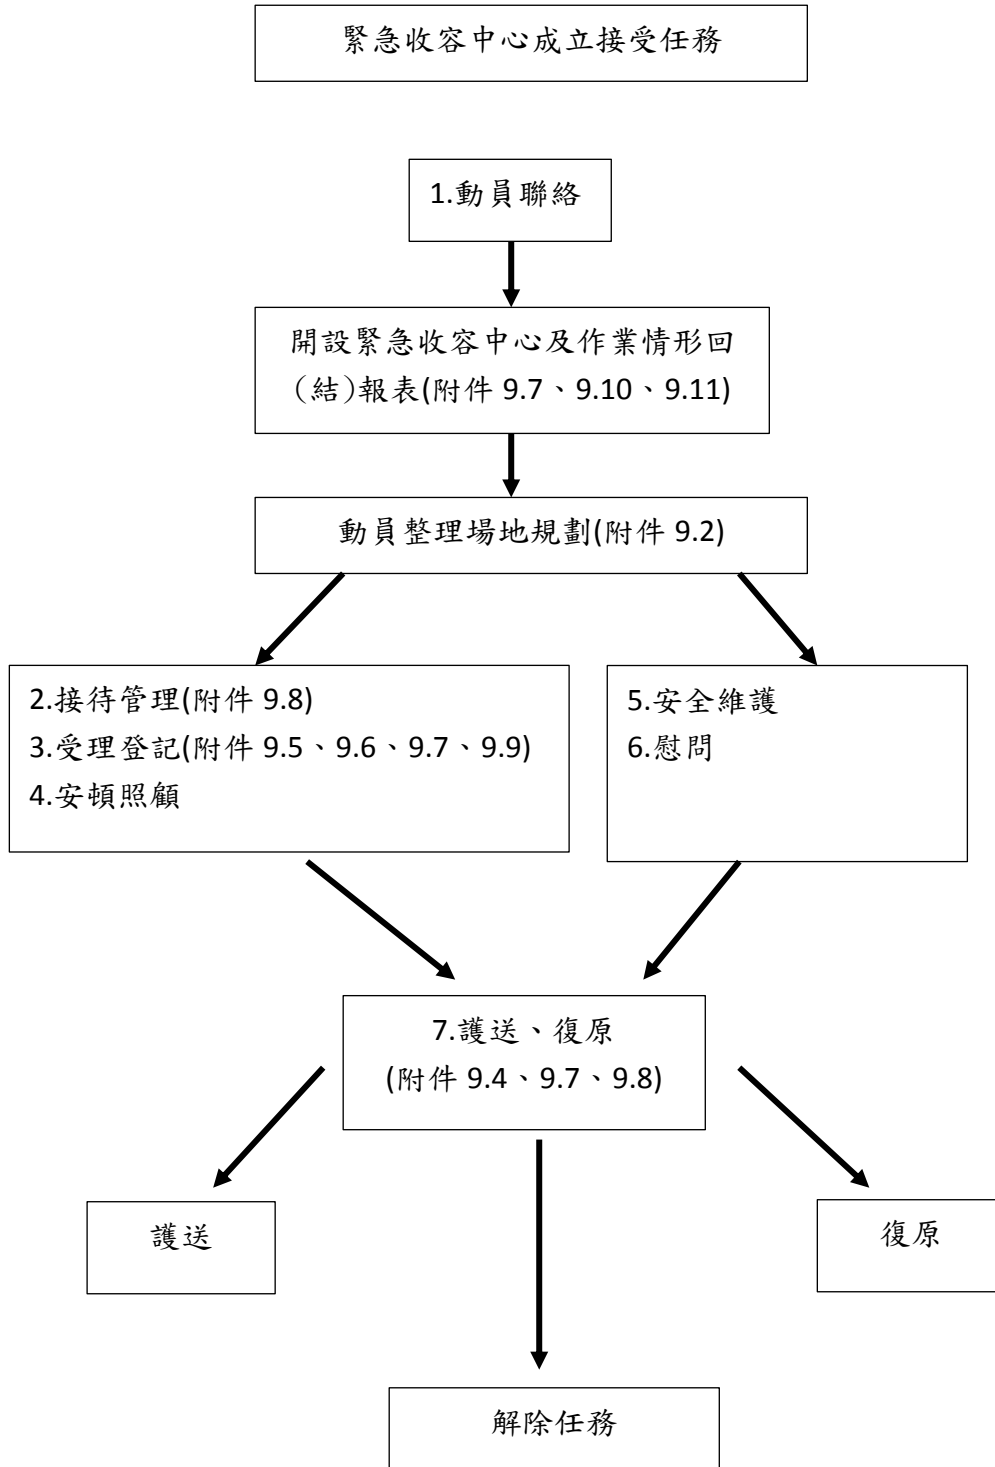 緊急收容中心成立接受任務
1.動員聯絡
開設緊急收容中心及作業情形回
（結）報表(附件 9.7、9.10、9.11)
動員整理場地規劃(附件 9.2)
2.接待管理(附件 9.8)
3.受理登記(附件 9.5、9.6、9.7、9.9)
4.安頓照顧
5.安全維護
6.慰問
7.護送、復原
(附件 9.4、9.7、9.8)
護送
復原
解除任務